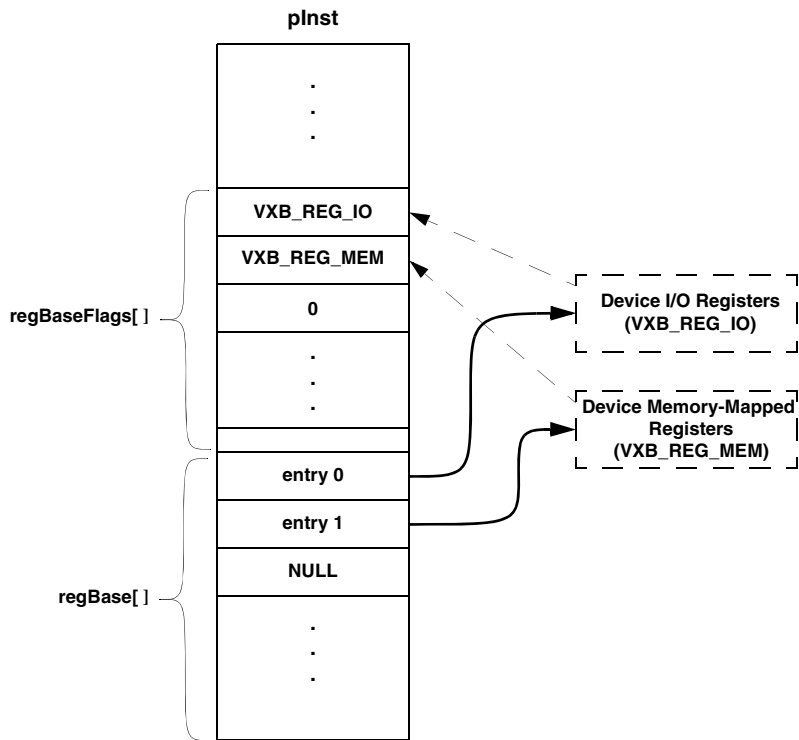 pInst
.
.
.
VXB_REG_IO
VXB_REG_MEM
regBaseFlags[ ]
0
.
.
.
Device I/O Registers
(VXB_REG_IO)
Device Memory-Mapped
Registers
(VXB_REG_MEM)
entry 0
entry 1
NULL
regBase[ ]
.
.
.